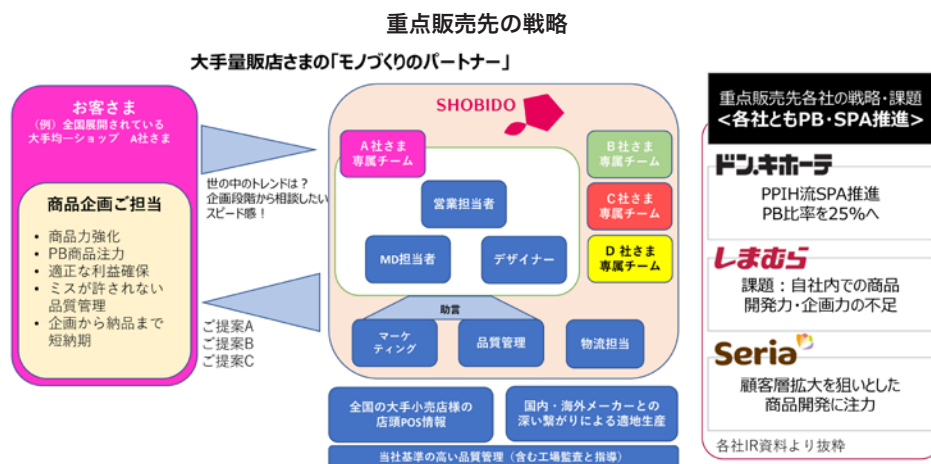 重点販売先の戦略
大手量販店さまの「モノづくりのパートナー」
お客さま
（例）全国展開されている
大手均一ショップ　A社さま
商品企画ご担当
• 商品力強化
• PB商品注力
• 適正な利益確保
• ミスが許されない
品質管理
• 企画から納品まで
短納期
世の中のトレンドは？
企画段階から相談したい
スピード感！
ご提案A
ご提案B
ご提案C
SHOBIDO
A社さま
専属チーム
営業担当者
MD担当者
デザイナー
助言
マーケ
ティング
品質管理
物流担当
B社さま
専属チーム
C社さま
専属チーム
D社さま
専属チーム
全国の大手小売店様の
店頭POS情報
国内・海外メーカーとの
深い繋がりによる適地生産
当社基準の高い品質管理（含む工場監査と指導）
重点販売先各社の戦略・課題
<各社ともPB・SPA推進>
ドン.キホーテ
PPIH流SPA推進
PB比率を25%へ
しまむら
課題：自社内での商品
開発力・企画力の不足
Seria
顧客層拡大を狙いとした
商品開発に注力
各社IR資料より抜粋